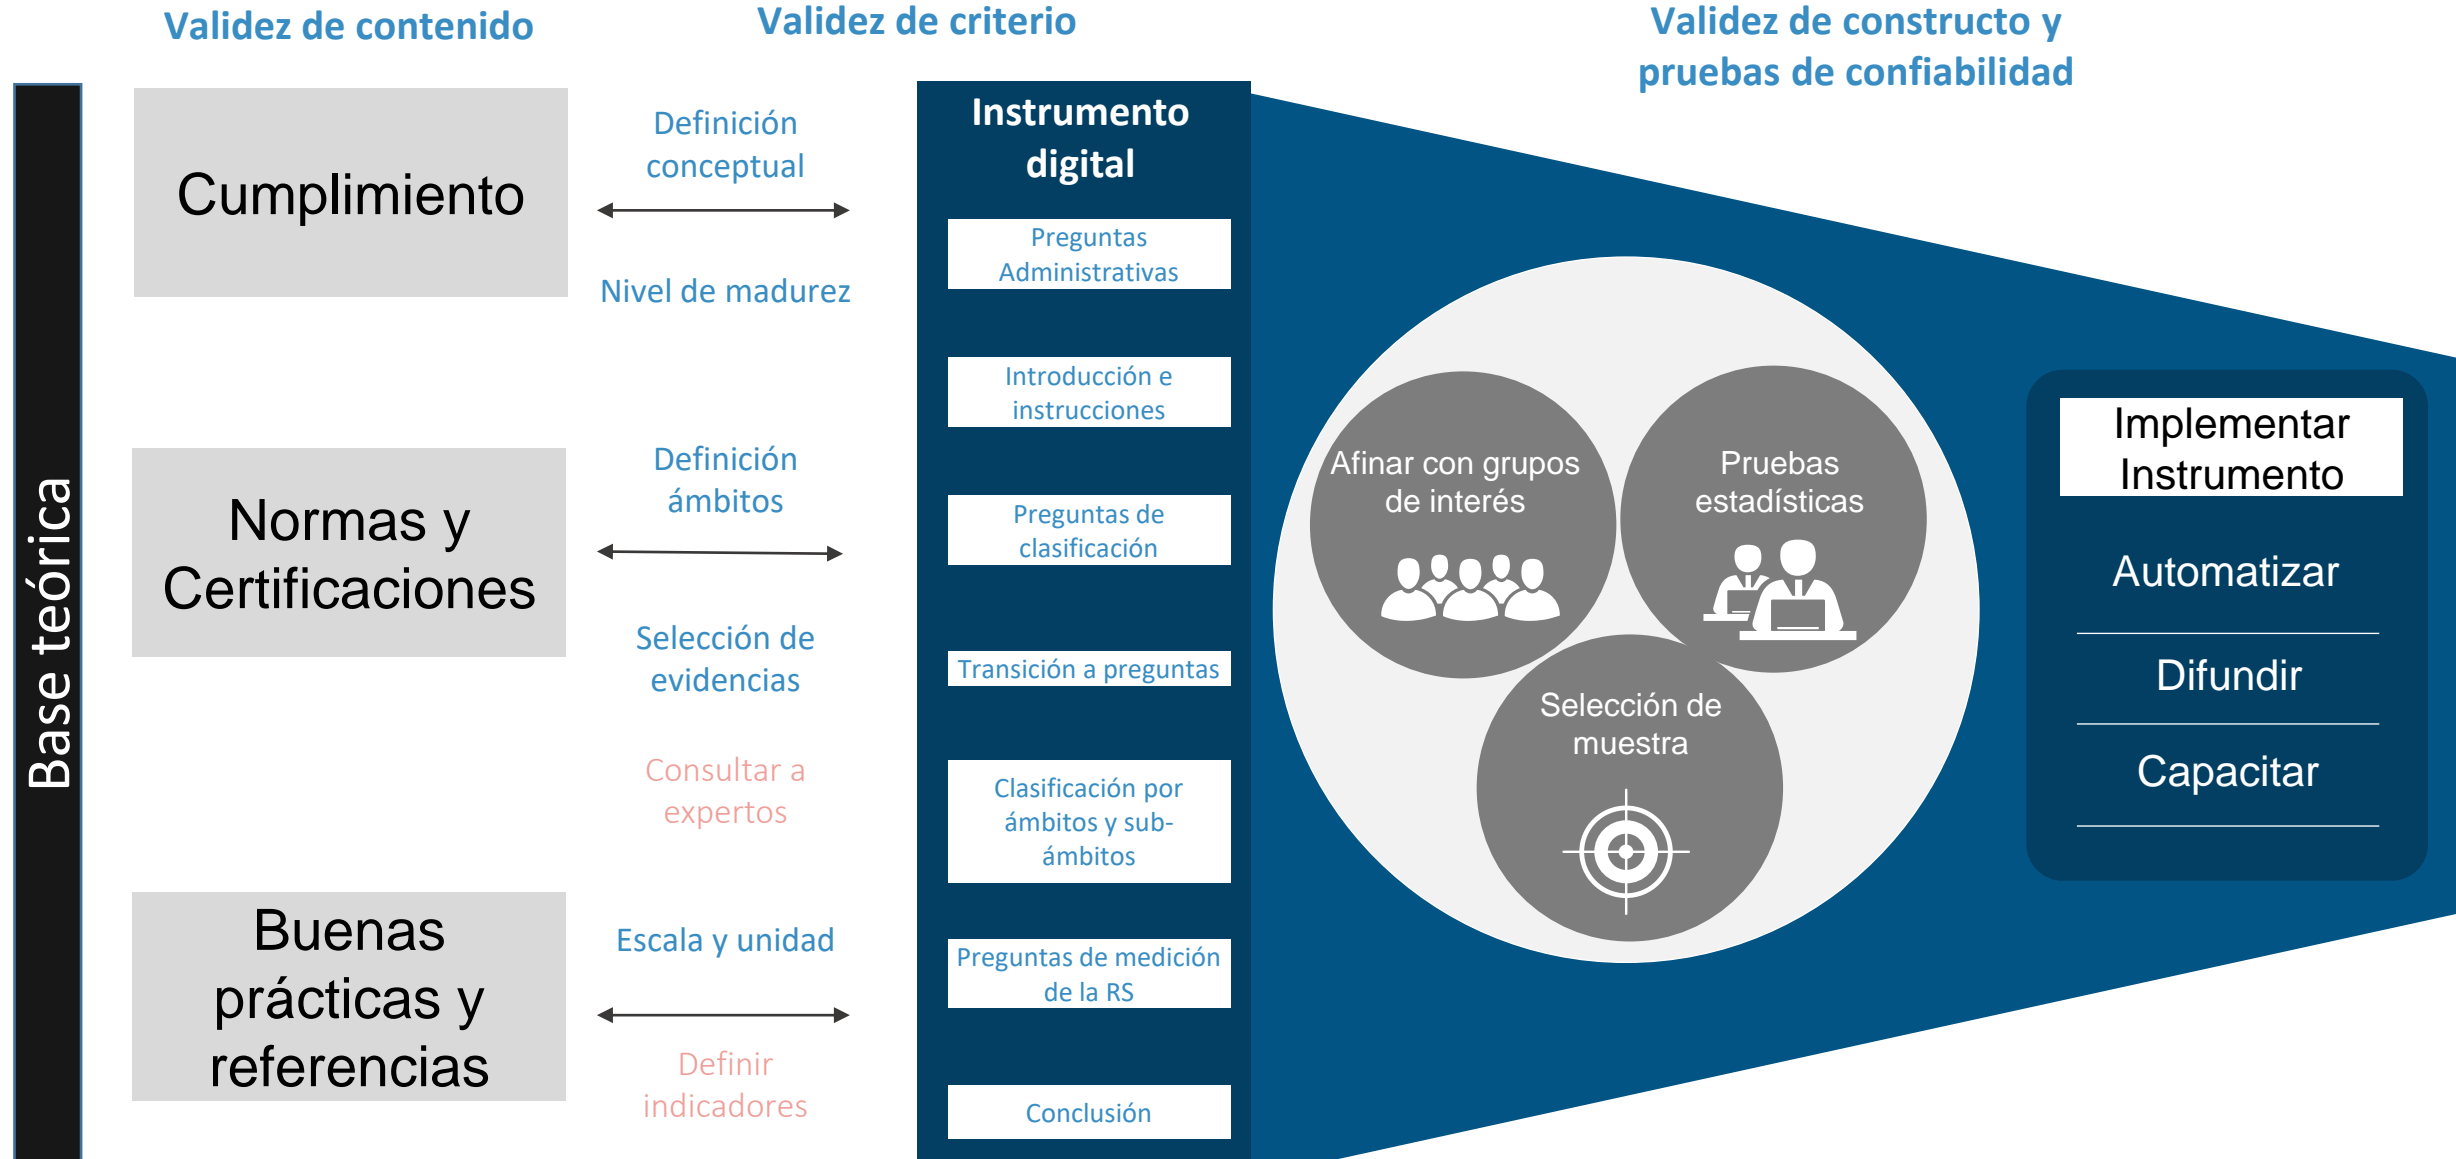 Validez de contenido
Validez de criterio
Validez de constructo y
pruebas de confiabilidad
Base teórica
Cumplimiento
Normas y
Certificaciones
Buenas
prácticas y
referencias
Definición
conceptual
Nivel de madurez
Definición
ámbitos
Selección de
evidencias
Consultar a
expertos
Escala y unidad
Definir
indicadores
Instrumento
digital
Preguntas
Administrativas
Introducción e
instrucciones
Preguntas de
clasificación
Transición a preguntas
Clasificación por
ámbitos y sub-
ámbitos
Preguntas de medición
de la RS
Conclusión
Afinar con grupos
de interés
Pruebas
estadísticas
Selección de
muestra
Implementar
Instrumento
Automatizar
Difundir
Capacitar